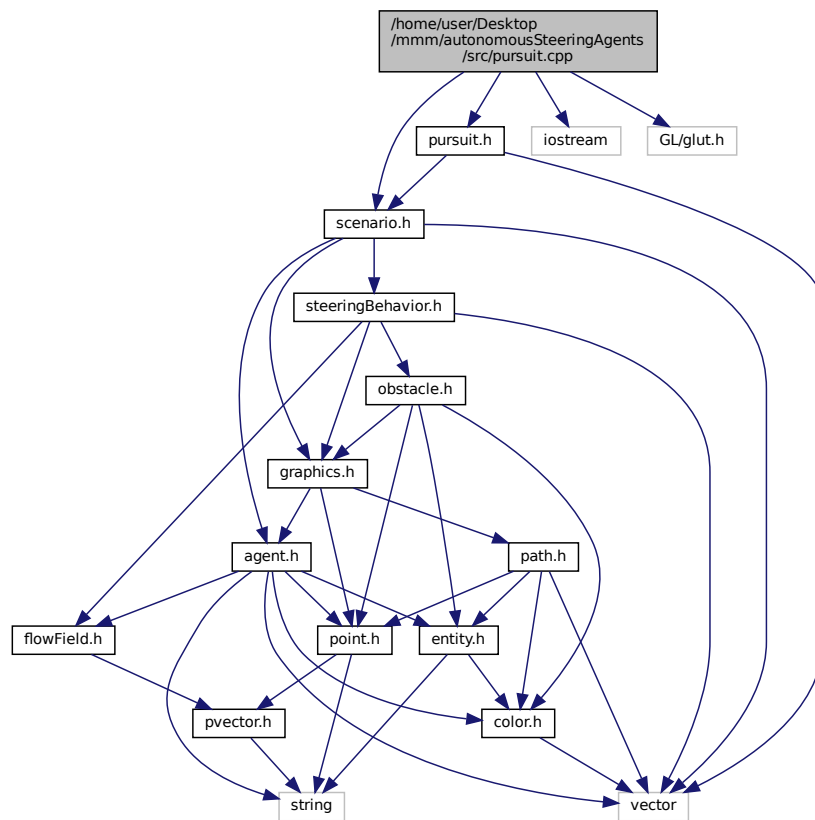 /home/user/Desktop
/mmm/autonomousSteeringAgents
/src/pursuit.cpp
pursuit.h
iostream
GL/glut.h
scenario.h
steeringBehavior.h
obstacle.h
graphics.h
agent.h
path.h
flowField.h
point.h
entity.h
pvector.h
color.h
string
vector